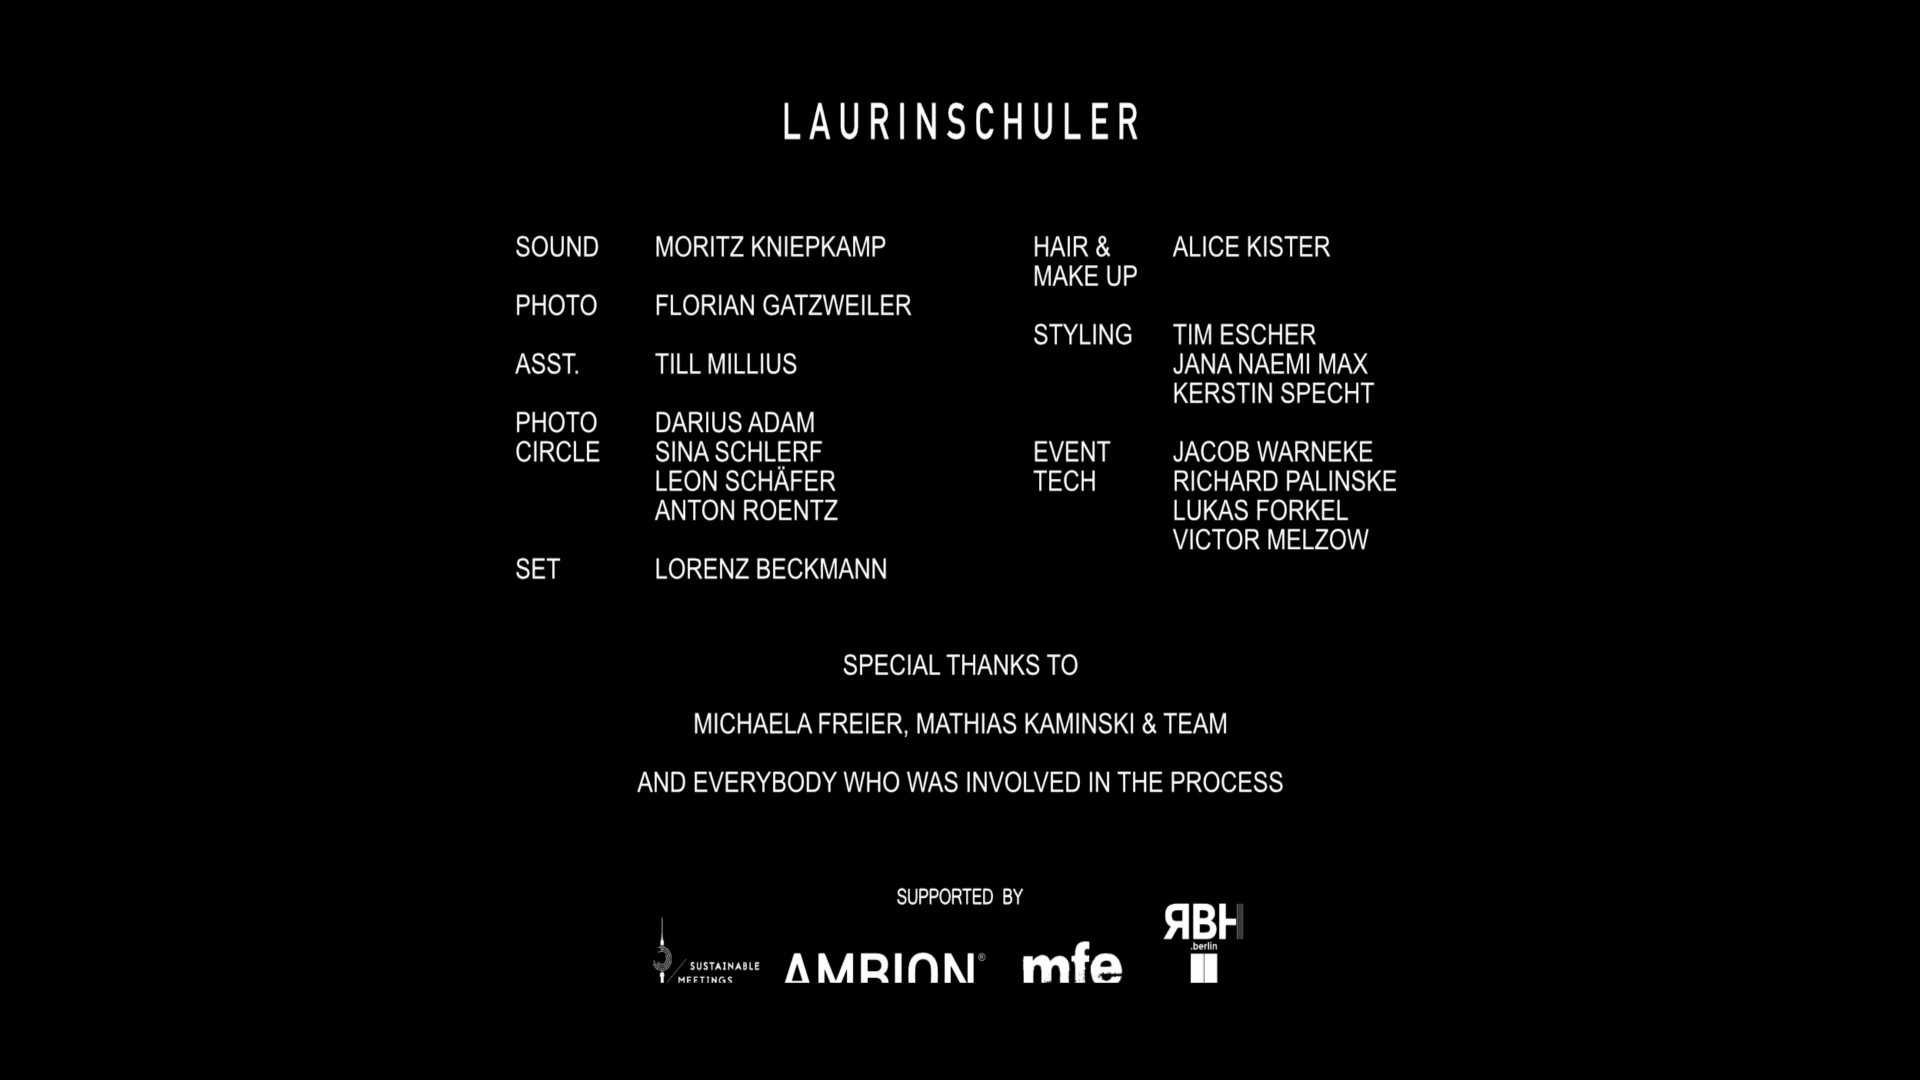 LAURINSCHULER
SOUND MORITZ KNIEPKAMP
PHOTO FLORIAN GATZWEILER
ASST. TILL MILLIUS
PHOTO DARIUS ADAM
CIRCLE SINA SCHLERF
LEON SCHÄFER
ANTON ROENTZ
SET LORENZ BECKMANN
HAIR & ALICE KISTER
MAKE UP
STYLING TIM ESCHER
JANA NAEMI MAX
KERSTIN SPECHT
EVENT JACOB WARNEKE
TECH RICHARD PALINSKE
LUKAS FORKEL
VICTOR MELZOW
SPECIAL THANKS TO
MICHAELA FREIER, MATHIAS KAMINSKI & TEAM
AND EVERYBODY WHO WAS INVOLVED IN THE PROCESS
SUPPORTED BY
SUSTAINABLE
MEETINGS
AMBION®
mfe
RBH
.berlin